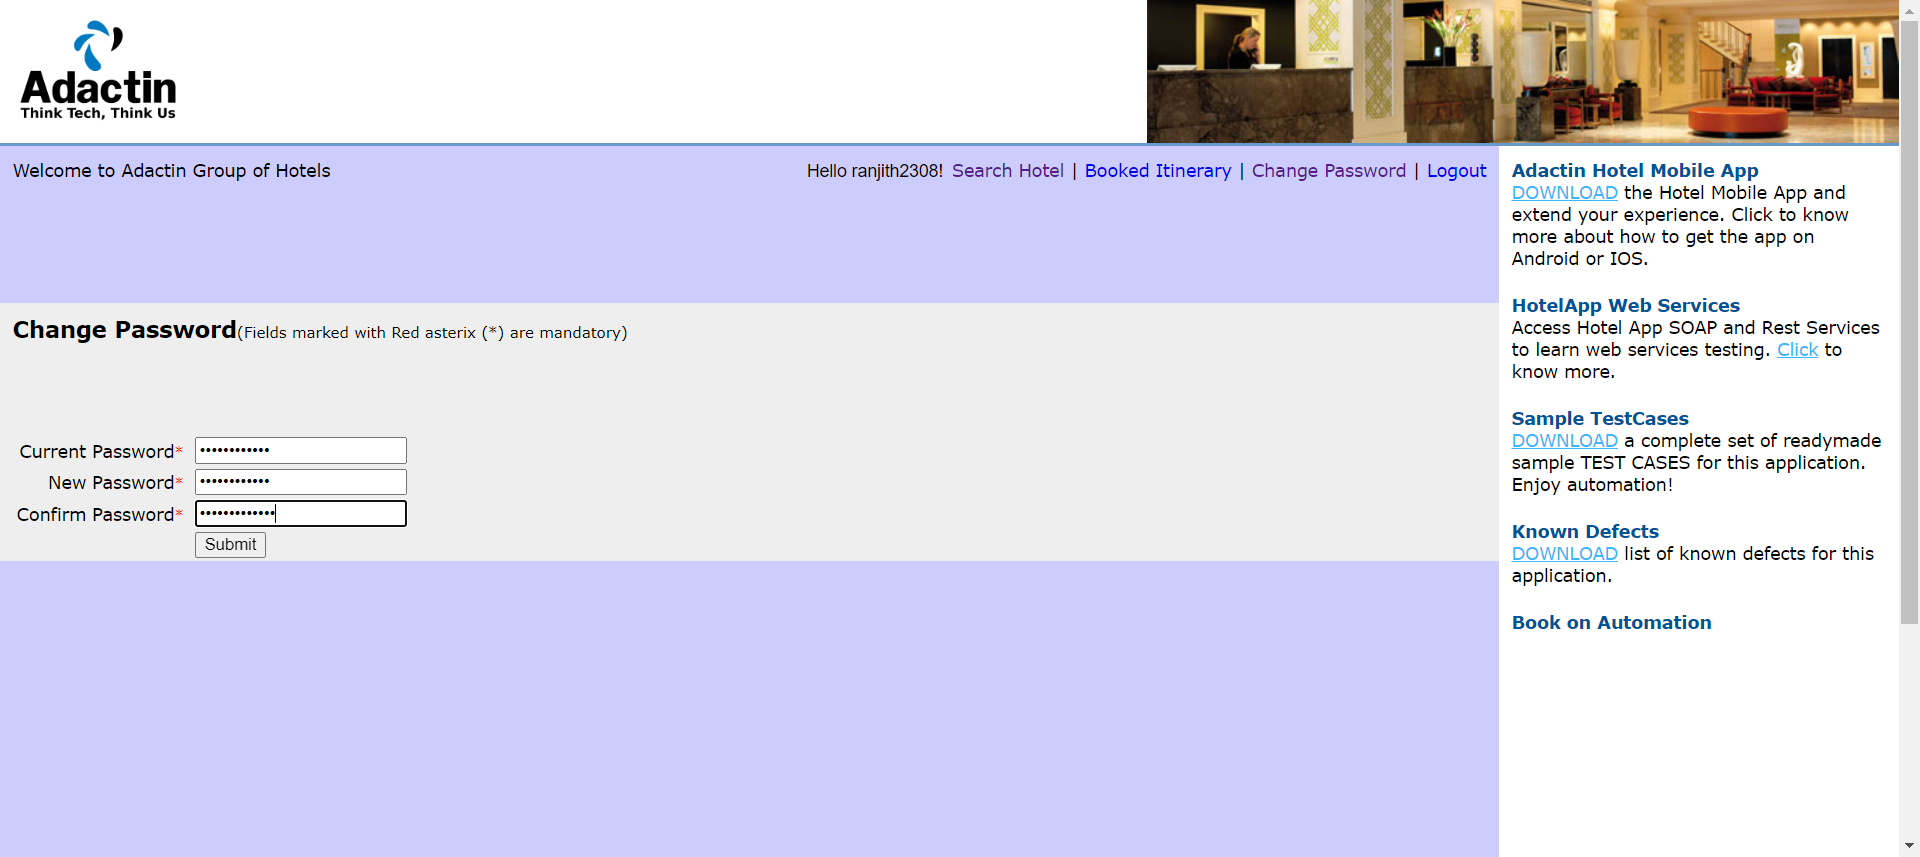 Adactin
Think Tech, Think Us
Welcome to Adactin Group of Hotels
Hello ranjith2308! Search Hotel | Booked Itinerary | Change Password | Logout
Change Password(Fields marked with Red asterix (*) are mandatory)
Current Password* ••••••••••••
New Password* ••••••••••••
Confirm Password* •••••••••••••
Submit
Adactin Hotel Mobile App
DOWNLOAD the Hotel Mobile App and
extend your experience. Click to know
more about how to get the app on
Android or IOS.
HotelApp Web Services
Access Hotel App SOAP and Rest Services
to learn web services testing. Click to
know more.
Sample TestCases
DOWNLOAD a complete set of readymade
sample TEST CASES for this application.
Enjoy automation!
Known Defects
DOWNLOAD list of known defects for this
application.
Book on Automation